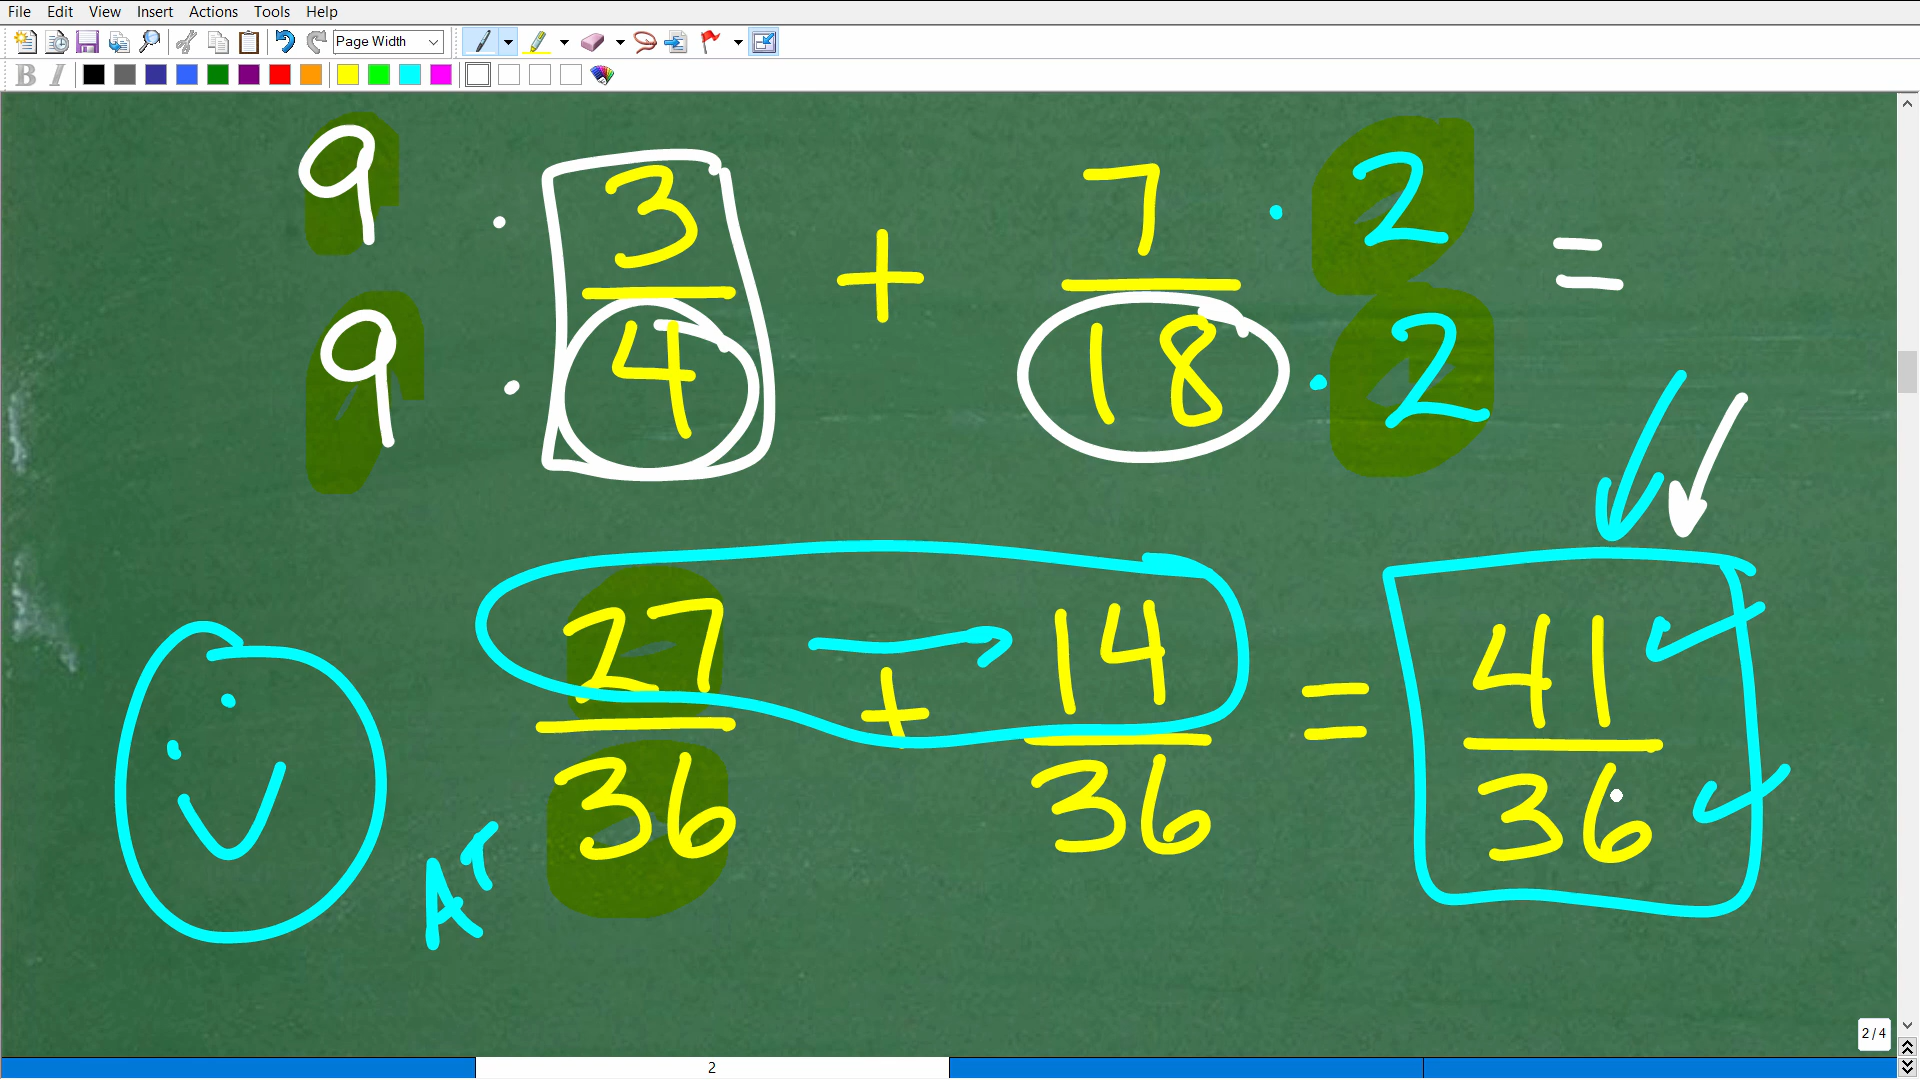 File Edit View Insert Actions Tools Help
Page Width
B I
9 · 3 + 7 · 2 =
9 · 4 18 · 2
27 + 14 = 41
36 36 36
2 / 4
2